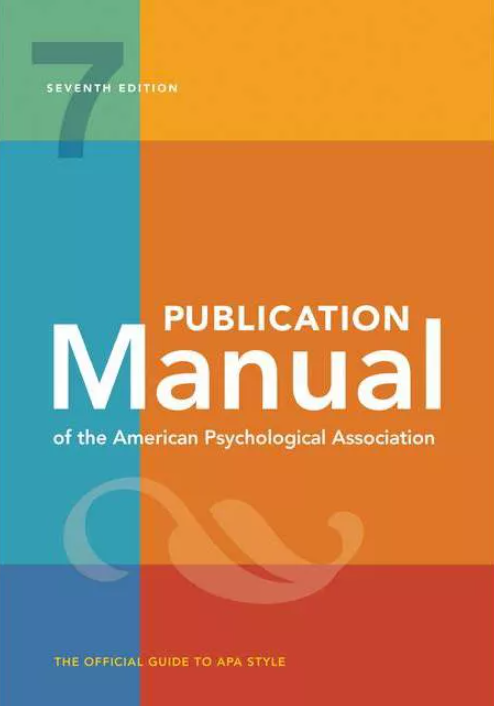 7
SEVENTH EDITION
PUBLICATION
Manual
of the American Psychological Association
THE OFFICIAL GUIDE TO APA STYLE